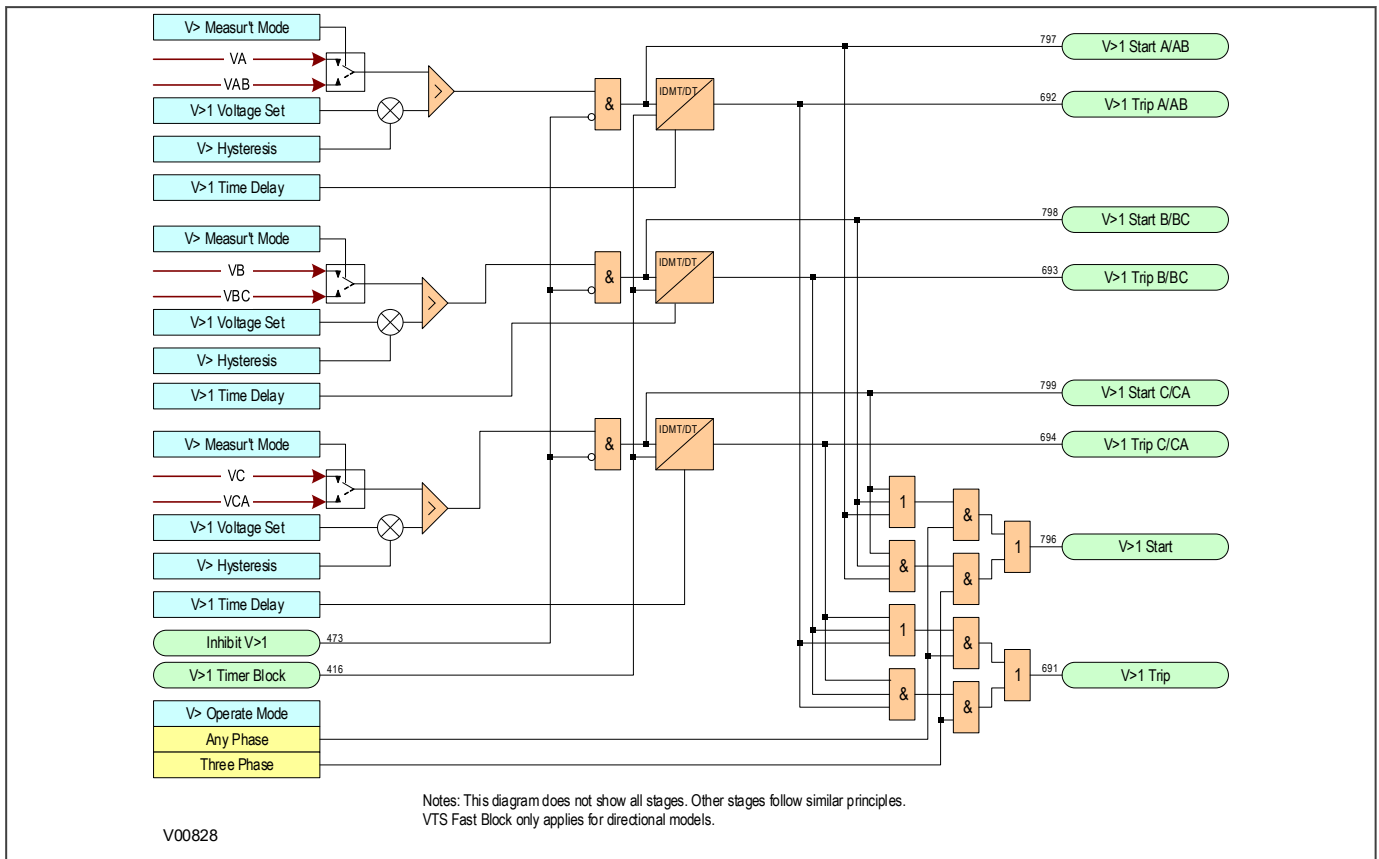 V> Measur't Mode
VA
VAB
V>1 Voltage Set
V> Hysteresis
V>1 Time Delay
>
&
IDMT/DT
797
V>1 Start A/AB
692
V>1 Trip A/AB
V> Measur't Mode
VB
VBC
V>1 Voltage Set
V> Hysteresis
V>1 Time Delay
>
&
IDMT/DT
798
V>1 Start B/BC
693
V>1 Trip B/BC
V> Measur't Mode
VC
VCA
V>1 Voltage Set
V> Hysteresis
V>1 Time Delay
>
&
IDMT/DT
799
V>1 Start C/CA
694
V>1 Trip C/CA
1
&
&
&
1
796
V>1 Start
1
&
&
&
1
691
V>1 Trip
Inhibit V>1
473
V>1 Timer Block
416
V> Operate Mode
Any Phase
Three Phase
Notes: This diagram does not show all stages. Other stages follow similar principles.
VTS Fast Block only applies for directional models.
V00828